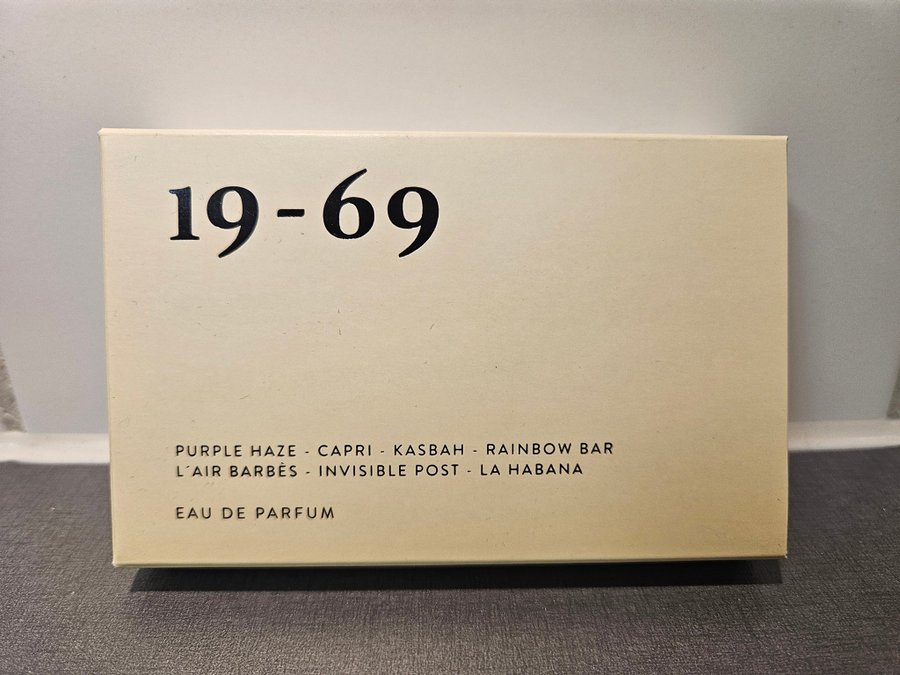 19-69
PURPLE HAZE - CAPRI - KASBAH - RAINBOW BAR
L´AIR BARBÈS - INVISIBLE POST - LA HABANA
EAU DE PARFUM